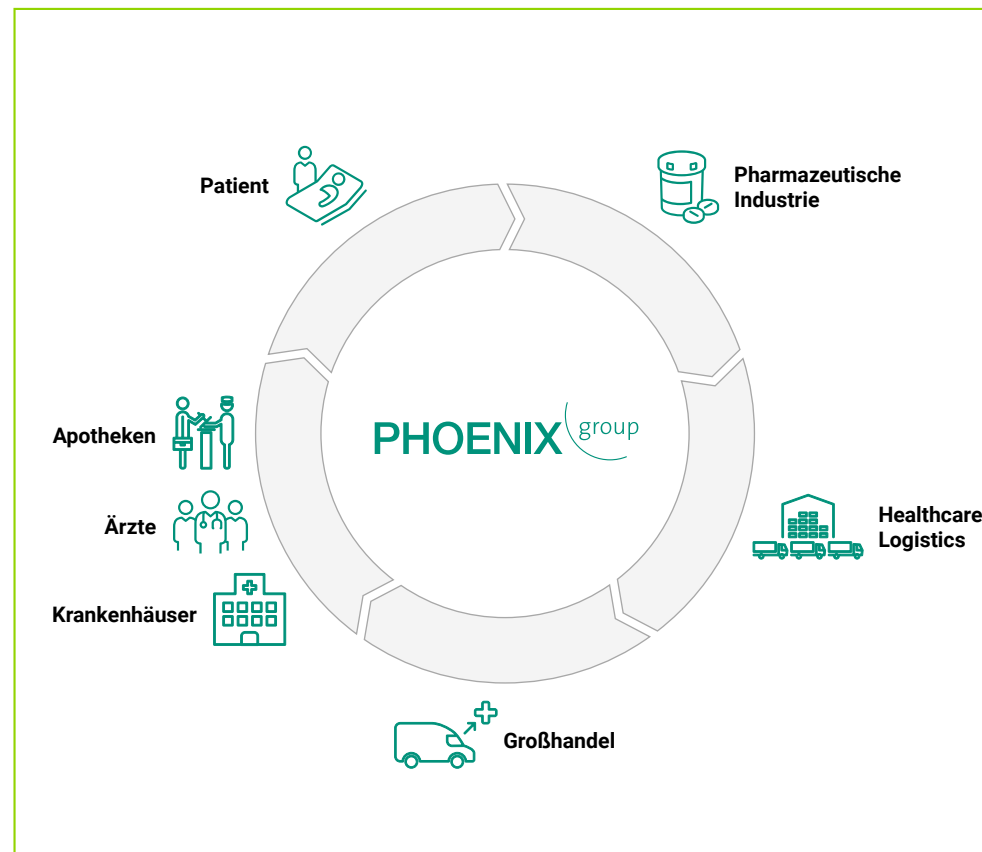 Patient
Pharmazeutische
Industrie
Apotheken
PHOENIX group
Ärzte
Healthcare
Logistics
Krankenhäuser
Großhandel